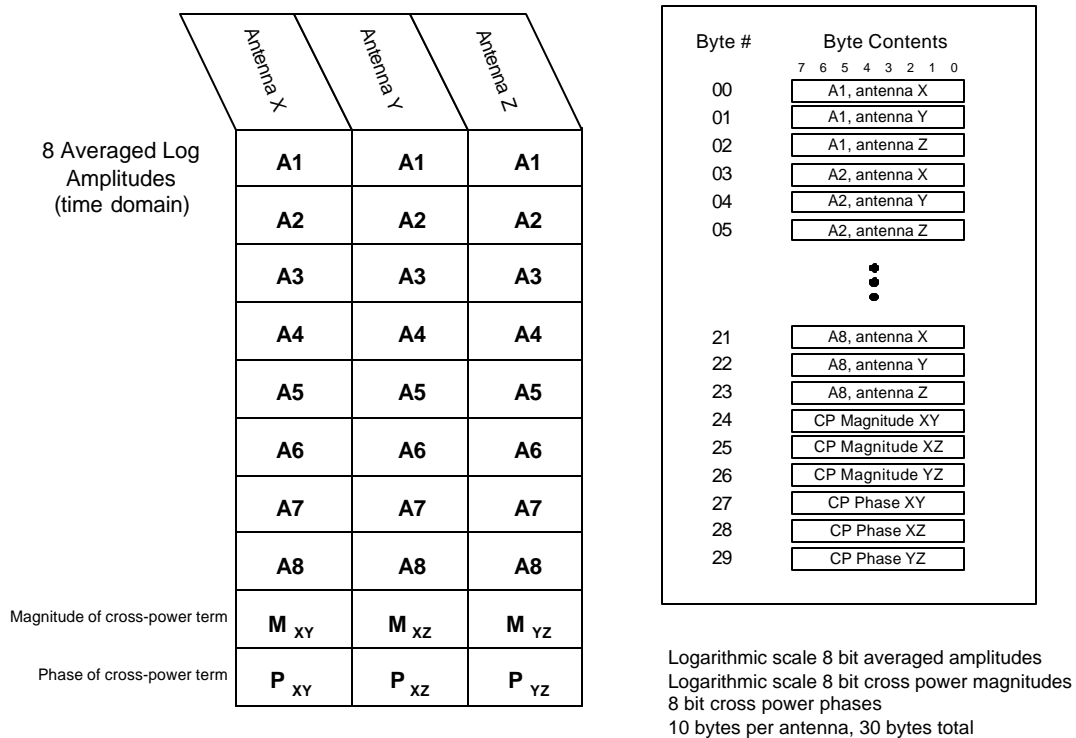 Antenna X
Antenna Y
Antenna Z
8 Averaged Log
Amplitudes
(time domain)
A1 A1 A1
A2 A2 A2
A3 A3 A3
A4 A4 A4
A5 A5 A5
A6 A6 A6
A7 A7 A7
A8 A8 A8
Magnitude of cross-power term M XY M XZ M YZ
Phase of cross-power term P XY P XZ P YZ
Byte # Byte Contents
7 6 5 4 3 2 1 0
00 A1, antenna X
01 A1, antenna Y
02 A1, antenna Z
03 A2, antenna X
04 A2, antenna Y
05 A2, antenna Z
21 A8, antenna X
22 A8, antenna Y
23 A8, antenna Z
24 CP Magnitude XY
25 CP Magnitude XZ
26 CP Magnitude YZ
27 CP Phase XY
28 CP Phase XZ
29 CP Phase YZ
Logarithmic scale 8 bit averaged amplitudes
Logarithmic scale 8 bit cross power magnitudes
8 bit cross power phases
10 bytes per antenna, 30 bytes total